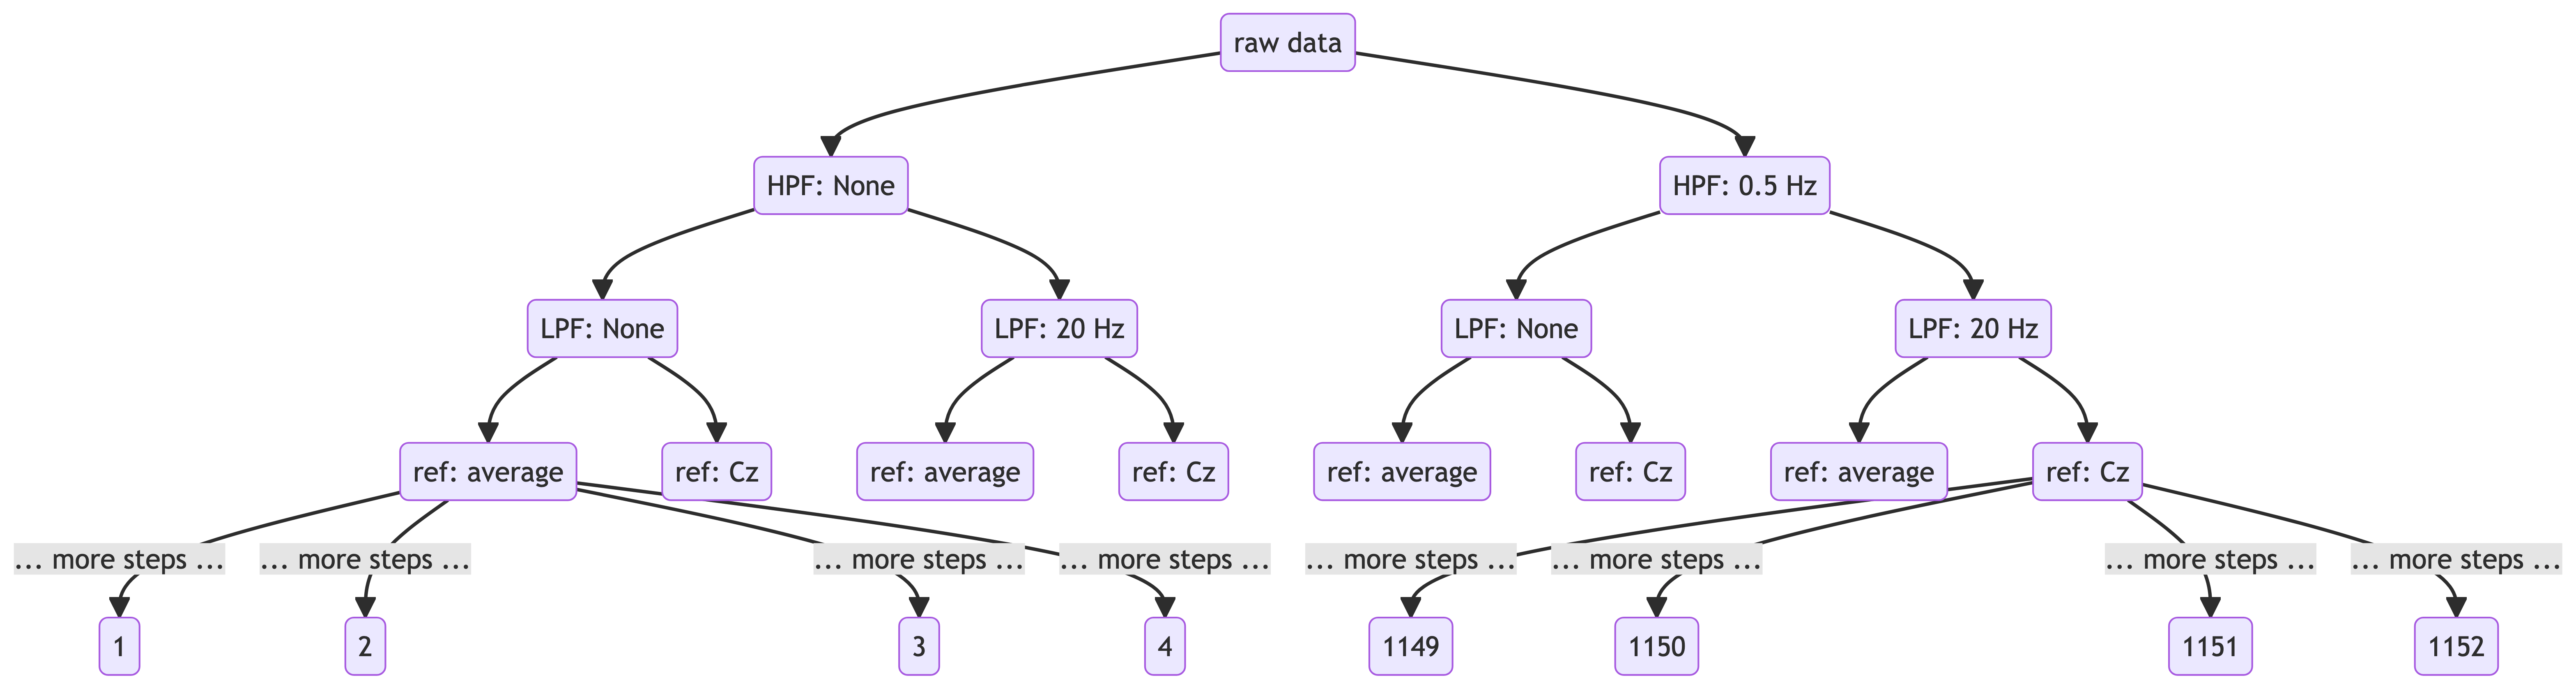 raw data
HPF: None
HPF: 0.5 Hz
LPF: None
LPF: 20 Hz
LPF: None
LPF: 20 Hz
ref: average
ref: Cz
ref: average
ref: Cz
ref: average
ref: Cz
ref: average
ref: Cz
... more steps ...
... more steps ...
... more steps ...
... more steps ...
... more steps ...
... more steps ...
... more steps ...
... more steps ...
1
2
3
4
1149
1150
1151
1152